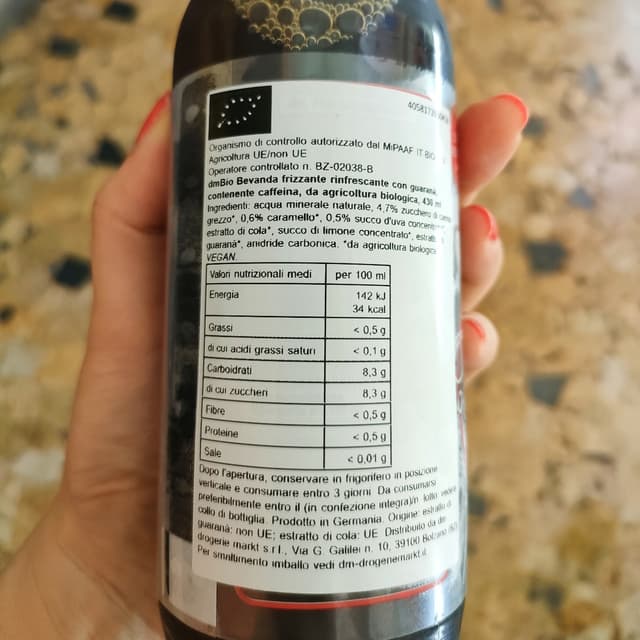 Organismo di controllo autorizzato dal MiPAAF IT-BIO
Agricoltura UE/non UE
Operatore controllato n. BZ-02038-B
dmBio Bevanda frizzante rinfrescante con guaranà,
contenente caffeina, da agricoltura biologica, 430 ml
Ingredienti: acqua minerale naturale, 4,7% zucchero di canna
grezzo*, 0,6% caramello*, 0,5% succo d'uva concentrato*,
estratto di cola*, succo di limone concentrato*, estratto
guaranà*, anidride carbonica. *da agricoltura biologica
VEGAN.
Valori nutrizionali medi per 100 ml
Energia 142 kJ
34 kcal
Grassi < 0,5 g
di cui acidi grassi saturi < 0,1 g
Carboidrati 8,3 g
di cui zuccheri 8,3 g
Fibre < 0,5 g
Proteine < 0,5 g
Sale < 0,01 g
Dopo l'apertura, conservare in frigorifero in posizione
verticale e consumare entro 3 giorni. Da consumarsi
preferibilmente entro il (in confezione integra)/n. lotto: vedere
collo di bottiglia. Prodotto in Germania. Origine: estratto di
guaranà: non UE; estratto di cola: UE. Distribuito da dm
drogerie markt s.r.l., Via G. Galilei n. 10, 39100 Bolzano (BZ)
Per smaltimento imballo vedi dm-drogeriemarkt.it